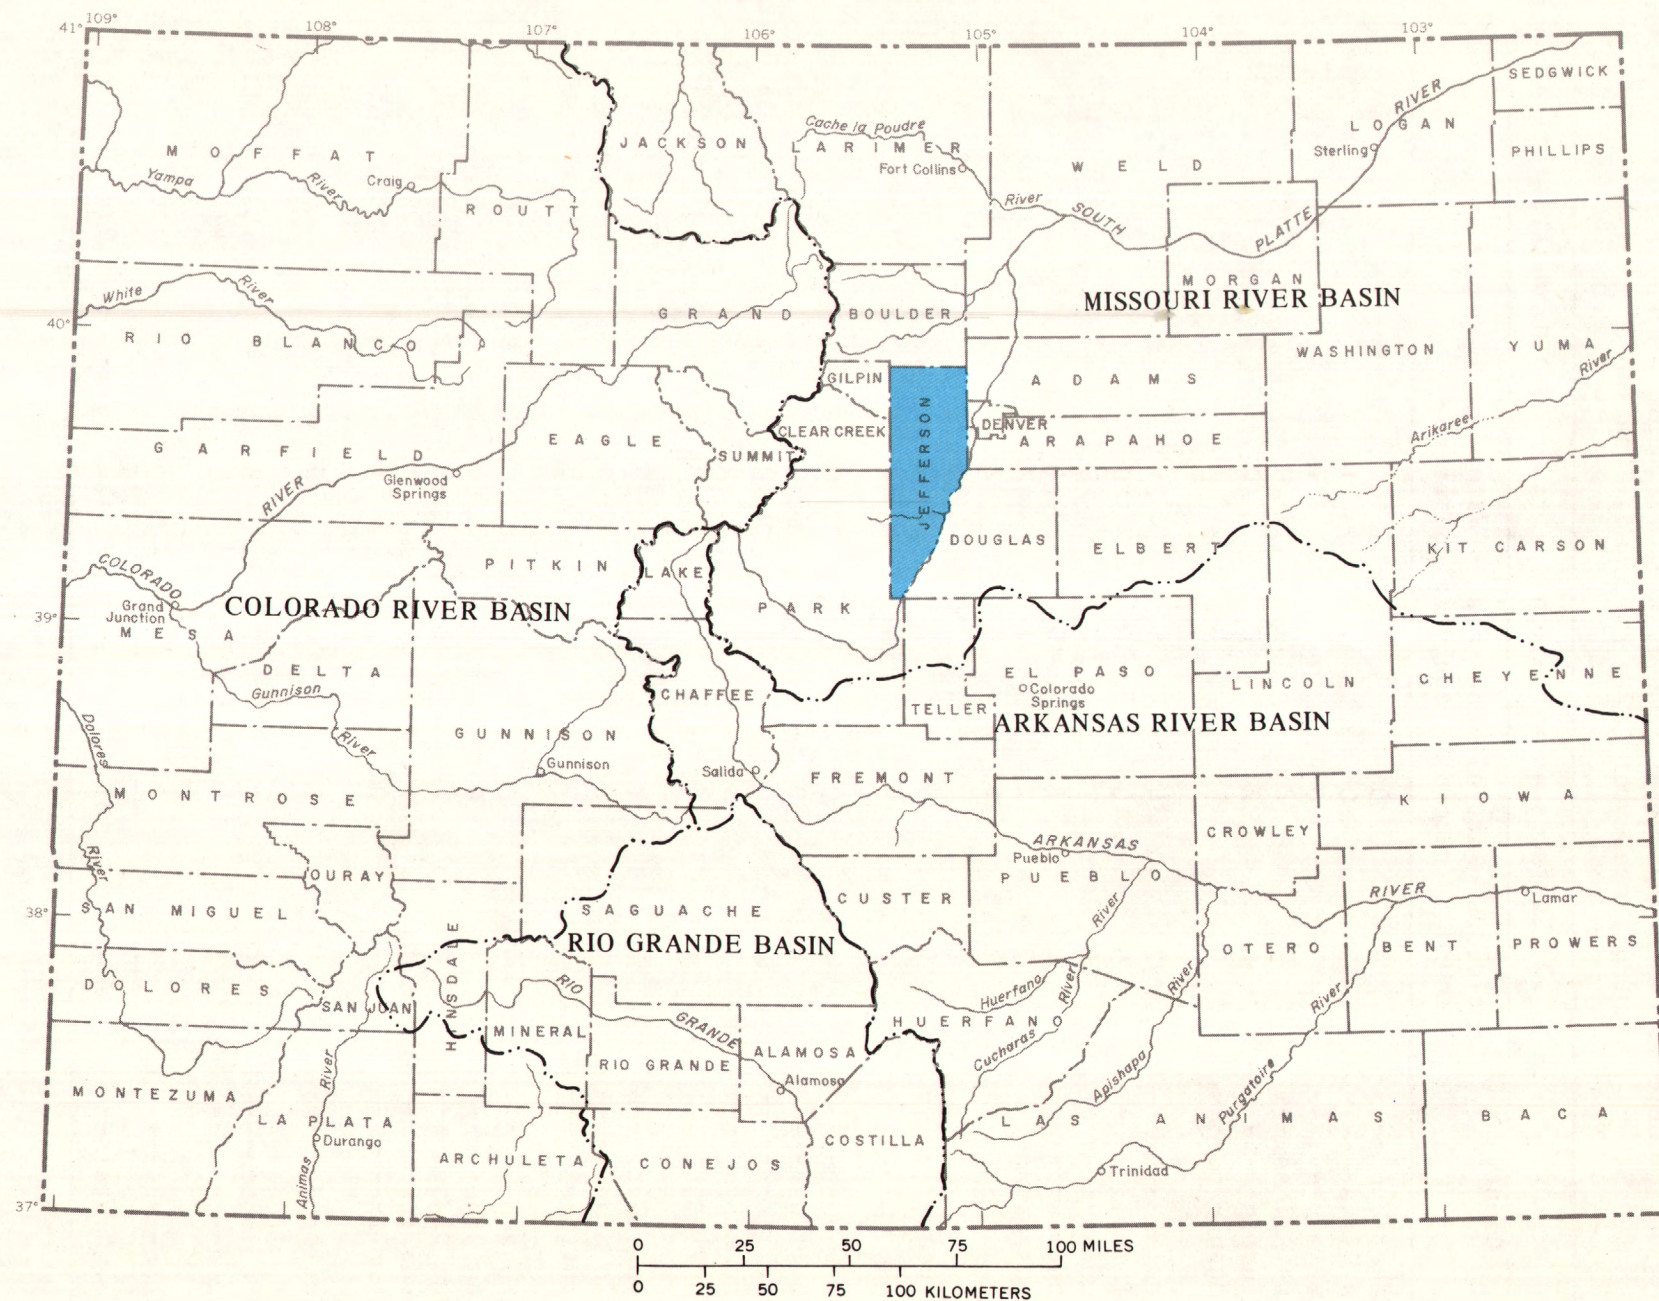 109°
41°
108°
107°
106°
105°
104°
103°
SEDGWICK
RIVER
LOGAN
Sterling
PHILLIPS
JACKSON
Cache la Poudre
LARIMER
Fort Collins
WELD
MOFFAT
Yampa
River
Craig
ROUTT
River
SOUTH
PLATTE
MORGAN
MISSOURI RIVER BASIN
White
River
GRAND
BOULDER
40°
RIO BLANCO
WASHINGTON
YUMA
River
GILPIN
ADAMS
JEFFERSON
DENVER
CLEAR CREEK
ARAPAHOE
Arikaree
EAGLE
SUMMIT
GARFIELD
Glenwood
Springs
RIVER
DOUGLAS
ELBERT
KIT CARSON
COLORADO
PITKIN
LAKE
Grand
Junction
COLORADO RIVER BASIN
PARK
39°
MESA
DELTA
EL PASO
LINCOLN
CHEYENNE
Gunnison
River
CHAFFEE
Colorado
Springs
TELLER
ARKANSAS RIVER BASIN
Dolores
River
GUNNISON
Gunnison
Salida
FREMONT
MONTROSE
KIOWA
CROWLEY
ARKANSAS
Pueblo
PUEBLO
OURAY
RIVER
Lamar
CUSTER
River
38°
SAN MIGUEL
SAGUACHE
RIO GRANDE BASIN
OTERO
BENT
PROWERS
HINSDALE
DOLORES
SAN JUAN
RIO
GRANDE
Huerfano
River
River
River
HUERFANO
MINERAL
ALAMOSA
RIO GRANDE
Alamosa
Cucharas
Apishapa
Purgatoire
MONTEZUMA
River
LA PLATA
Durango
LAS ANIMAS
BACA
COSTILLA
ARCHULETA
CONEJOS
Trinidad
Animas
37°
0 25 50 75 100 MILES
0 25 50 75 100 KILOMETERS